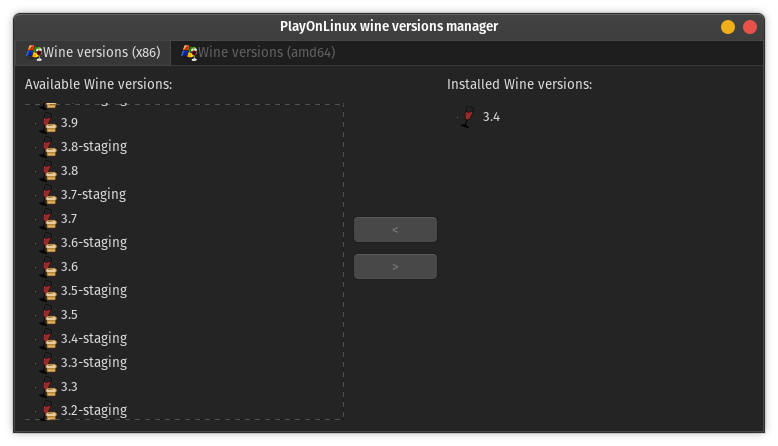 PlayOnLinux wine versions manager
Wine versions (x86)
Wine versions (amd64)
Available Wine versions:
3.9
3.8-staging
3.8
3.7-staging
3.7
3.6-staging
3.6
3.5-staging
3.5
3.4-staging
3.3-staging
3.3
3.2-staging
<
>
Installed Wine versions:
3.4